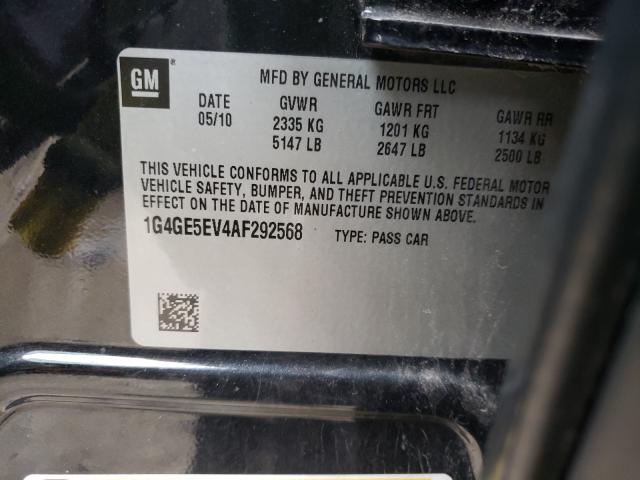 GM®
MFD BY GENERAL MOTORS LLC
DATE GVWR GAWR FRT GAWR RR
05/10 2335 KG 1201 KG 1134 KG
5147 LB 2647 LB 2500 LB
THIS VEHICLE CONFORMS TO ALL APPLICABLE U.S. FEDERAL MOTOR
VEHICLE SAFETY, BUMPER, AND THEFT PREVENTION STANDARDS IN
EFFECT ON THE DATE OF MANUFACTURE SHOWN ABOVE.
1G4GE5EV4AF292568 TYPE: PASS CAR